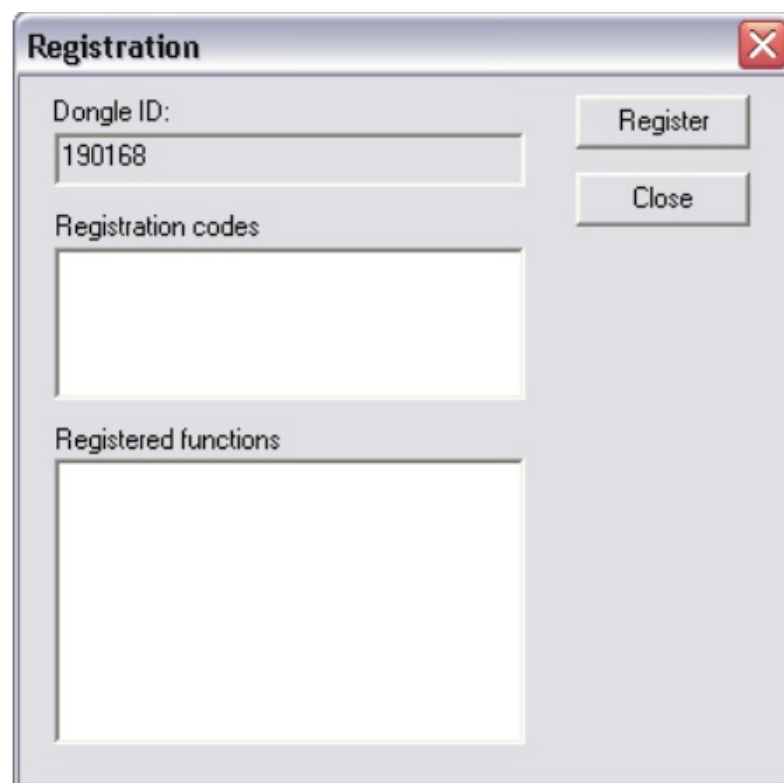 Registration
Dongle ID:
190168
Register
Close
Registration codes
Registered functions